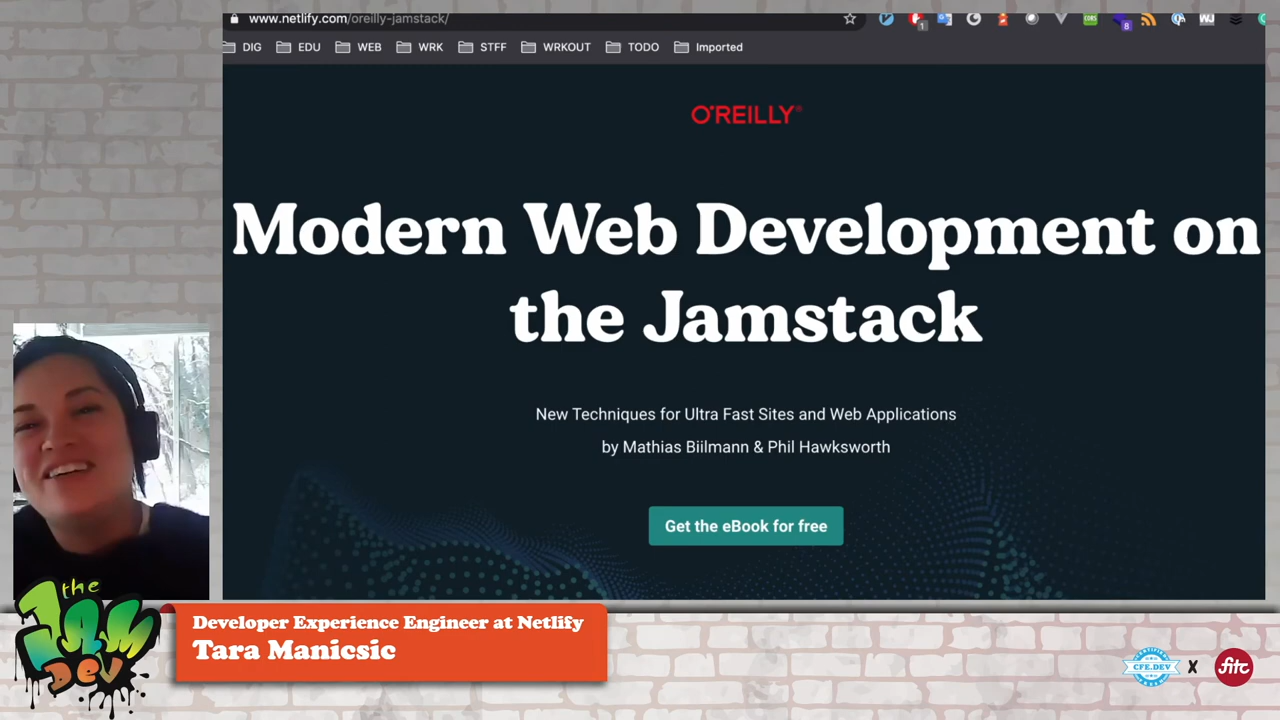 www.netlify.com/oreilly-jamstack/
DIG EDU WEB WRK STFF WRKOUT TODO Imported
O'REILLY®
Modern Web Development on
the Jamstack
New Techniques for Ultra Fast Sites and Web Applications
by Mathias Biilmann & Phil Hawksworth
Get the eBook for free
the
JAM
DEV
Developer Experience Engineer at Netlify
Tara Manicsic
CFE.DEV X fitc